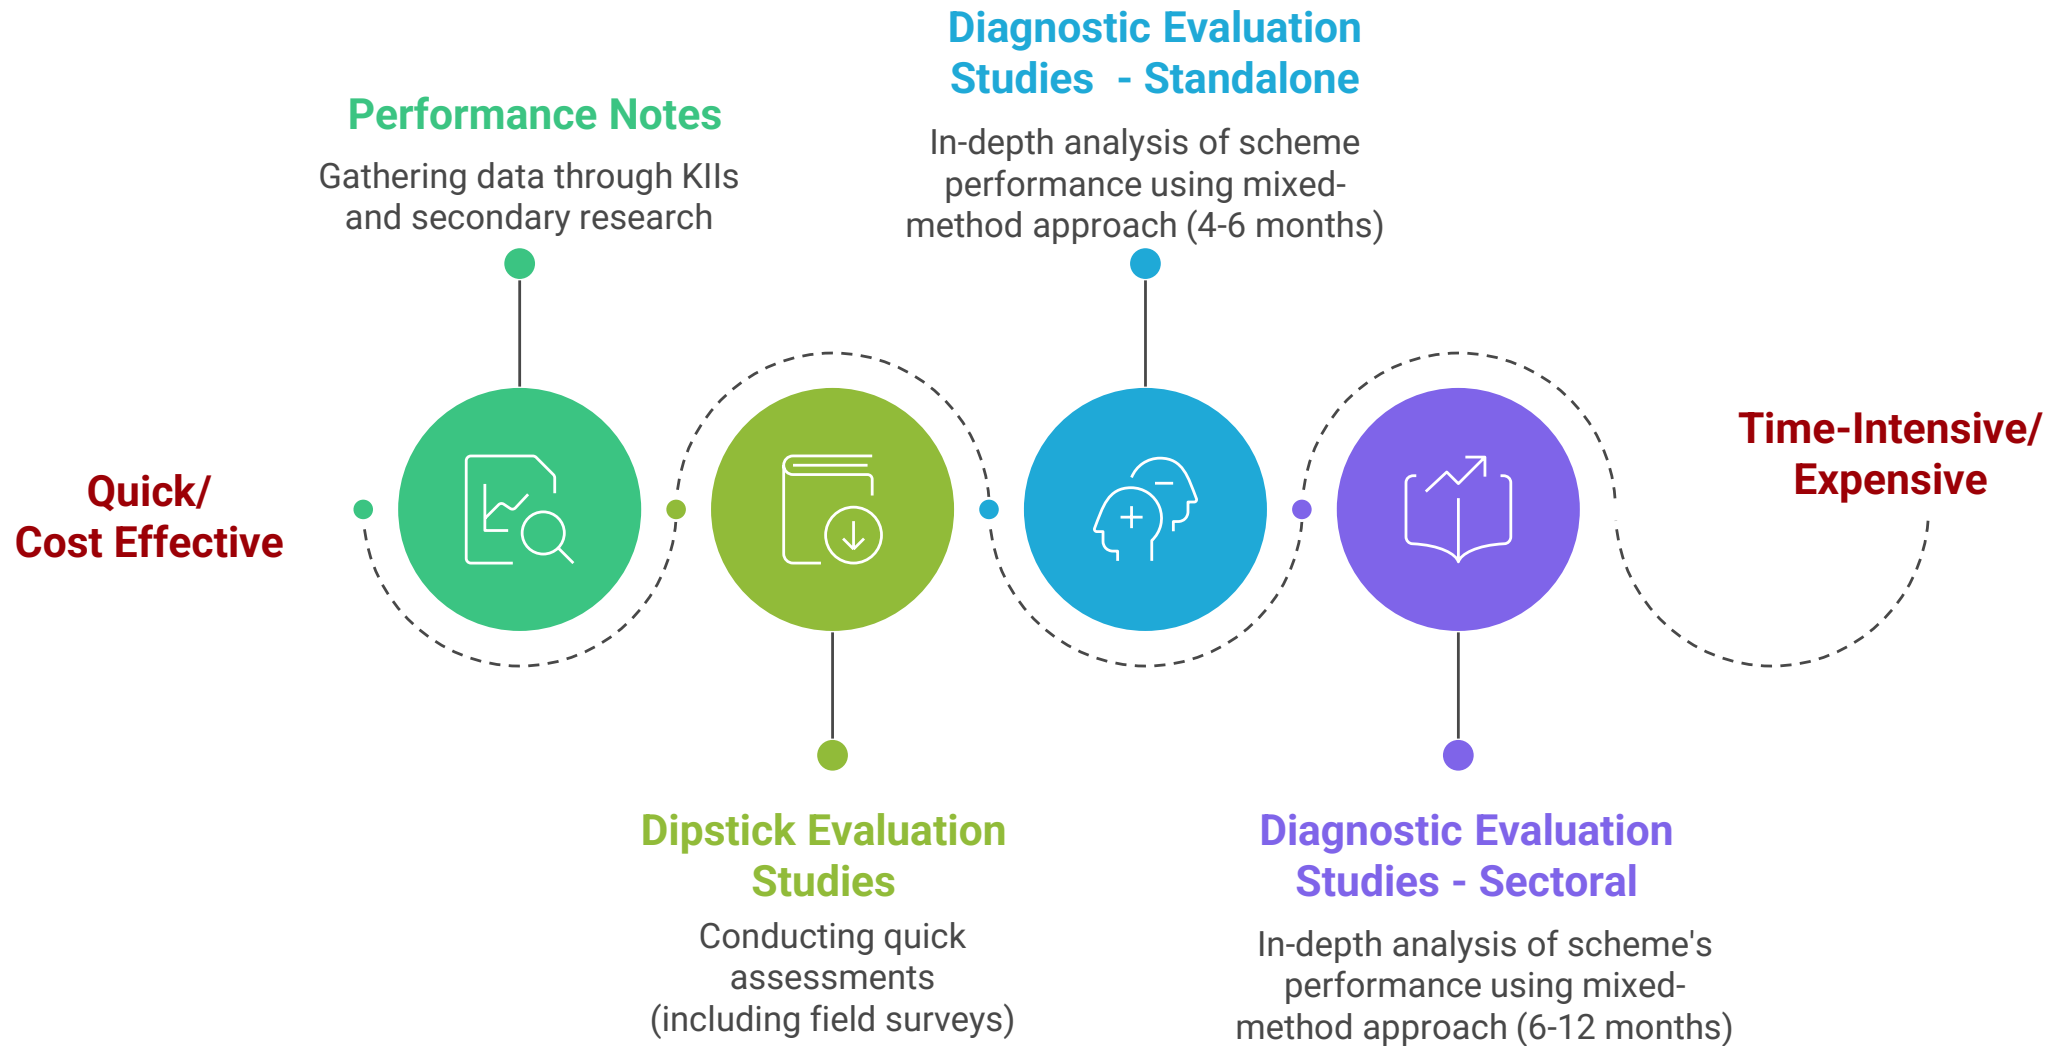 Diagnostic Evaluation
Studies - Standalone
In-depth analysis of scheme
performance using mixed-
method approach (4-6 months)
Performance Notes
Gathering data through KIIs
and secondary research
Quick/
Cost Effective
Time-Intensive/
Expensive
Dipstick Evaluation
Studies
Conducting quick
assessments
(including field surveys)
Diagnostic Evaluation
Studies - Sectoral
In-depth analysis of scheme's
performance using mixed-
method approach (6-12 months)